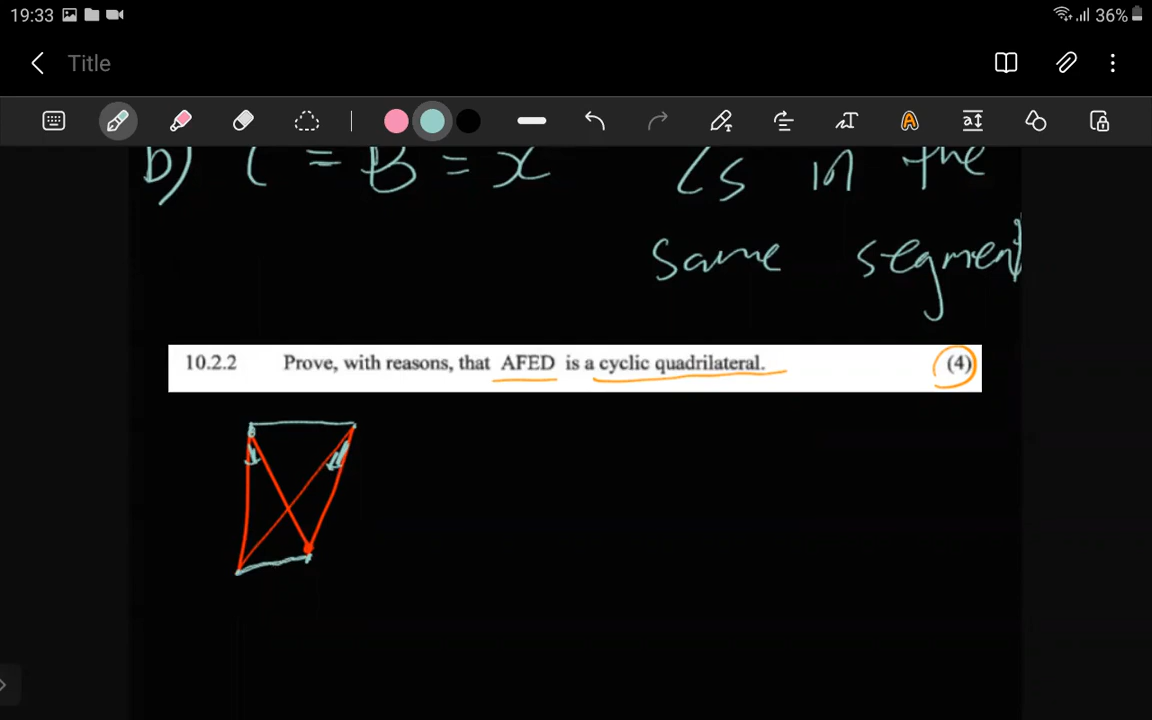 19:33 36%
Title
b) C = B = x ∠s in the
same segment
10.2.2 Prove, with reasons, that AFED is a cyclic quadrilateral. (4)